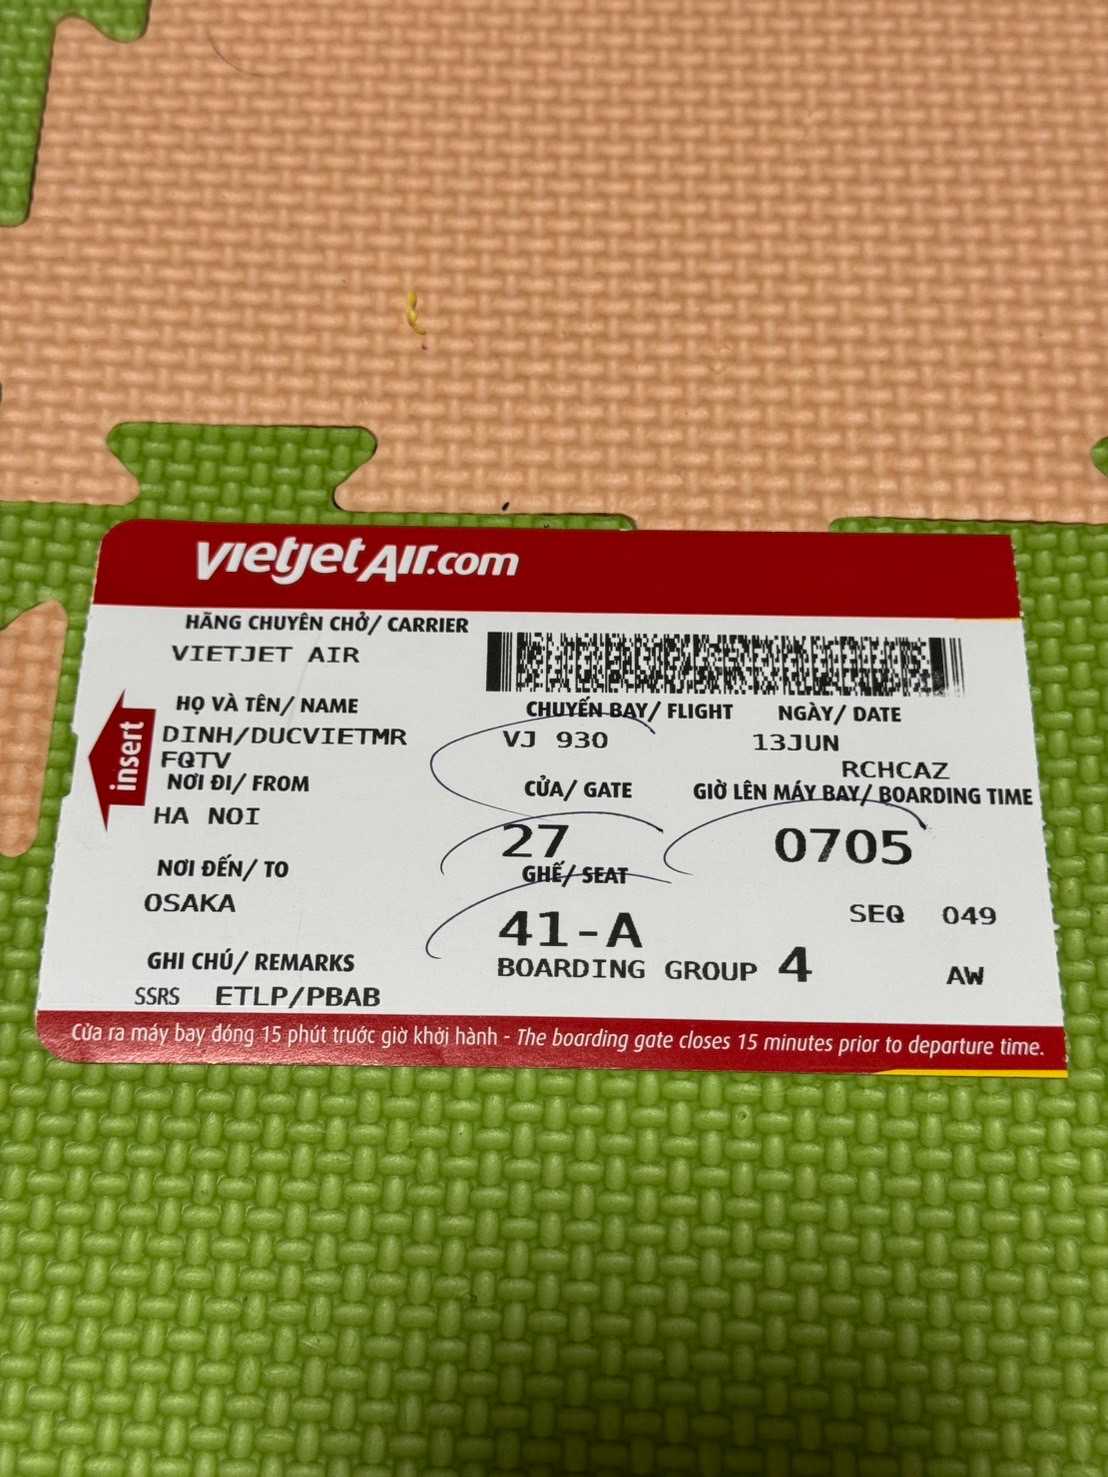 vietjetAir.com
HÃNG CHUYÊN CHỞ/ CARRIER
VIETJET AIR
HỌ VÀ TÊN/ NAME
DINH/DUCVIETMR
FQTV
NƠI ĐI/ FROM
HA NOI
NƠI ĐẾN/ TO
OSAKA
GHI CHÚ/ REMARKS
SSRS ETLP/PBAB
insert
CHUYẾN BAY/ FLIGHT NGÀY/ DATE
VJ 930 13JUN
RCHCAZ
CỬA/ GATE GIỜ LÊN MÁY BAY/ BOARDING TIME
27 0705
GHẾ/ SEAT
41-A SEQ 049
BOARDING GROUP 4 AW
Cửa ra máy bay đóng 15 phút trước giờ khởi hành - The boarding gate closes 15 minutes prior to departure time.